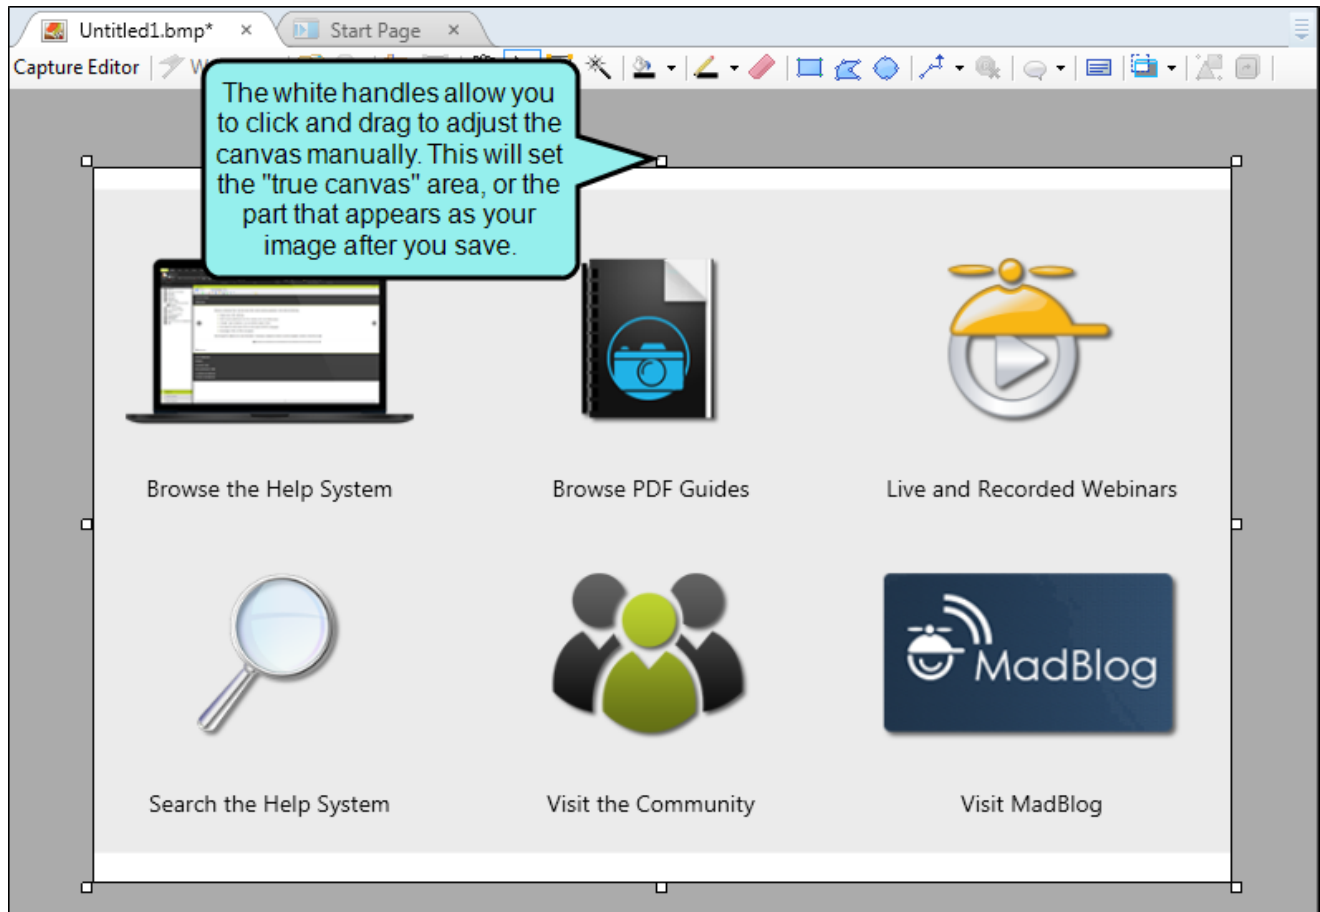 Untitled1.bmp* × Start Page ×
Capture Editor
The white handles allow you
to click and drag to adjust the
canvas manually. This will set
the "true canvas" area, or the
part that appears as your
image after you save.
Browse the Help System Browse PDF Guides Live and Recorded Webinars
MadBlog
Search the Help System Visit the Community Visit MadBlog